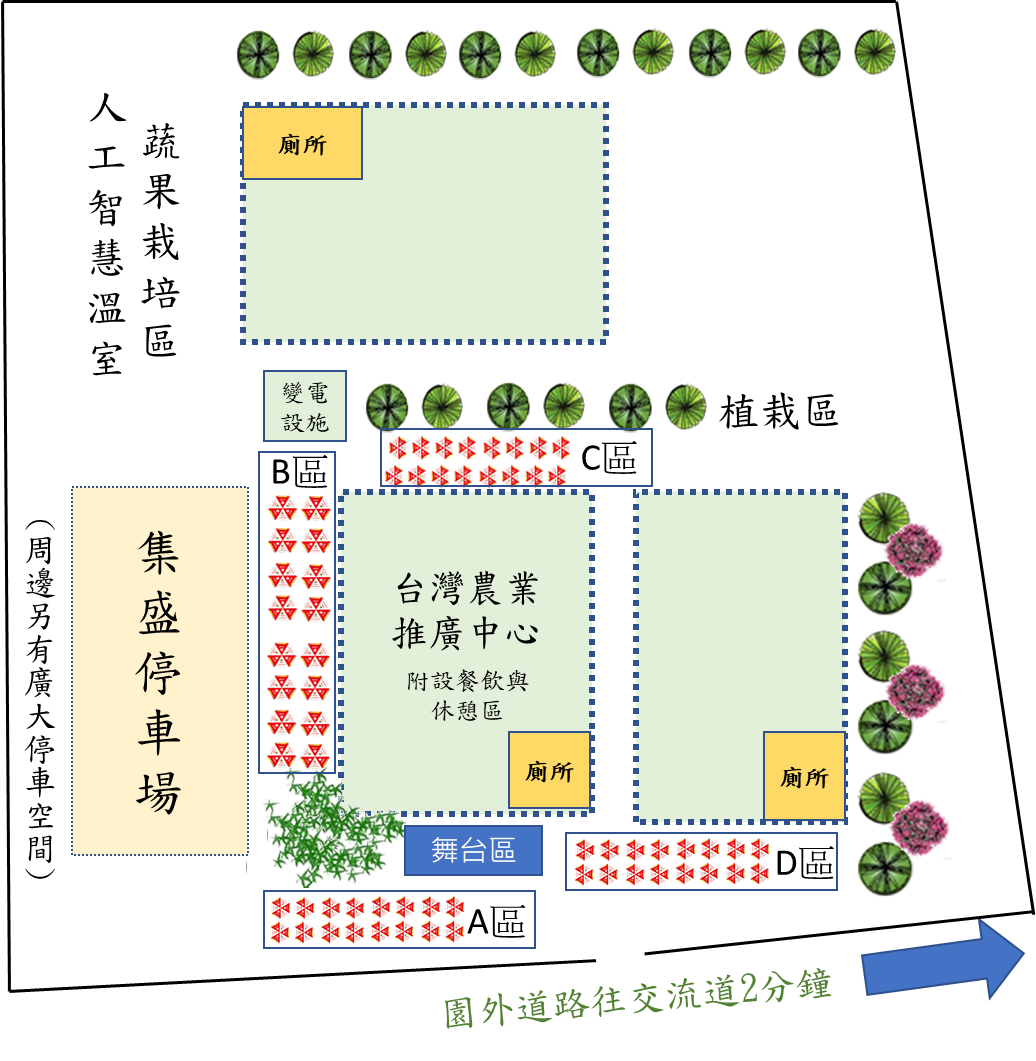 廁所
蔬果栽培區
人工智慧溫室
變電
設施
植栽區
C區
B區
集盛停車場
（周邊另有廣大停車空間）
台灣農業
推廣中心
附設餐飲與
休憩區
廁所
廁所
舞台區
D區
A區
園外道路往交流道2分鐘